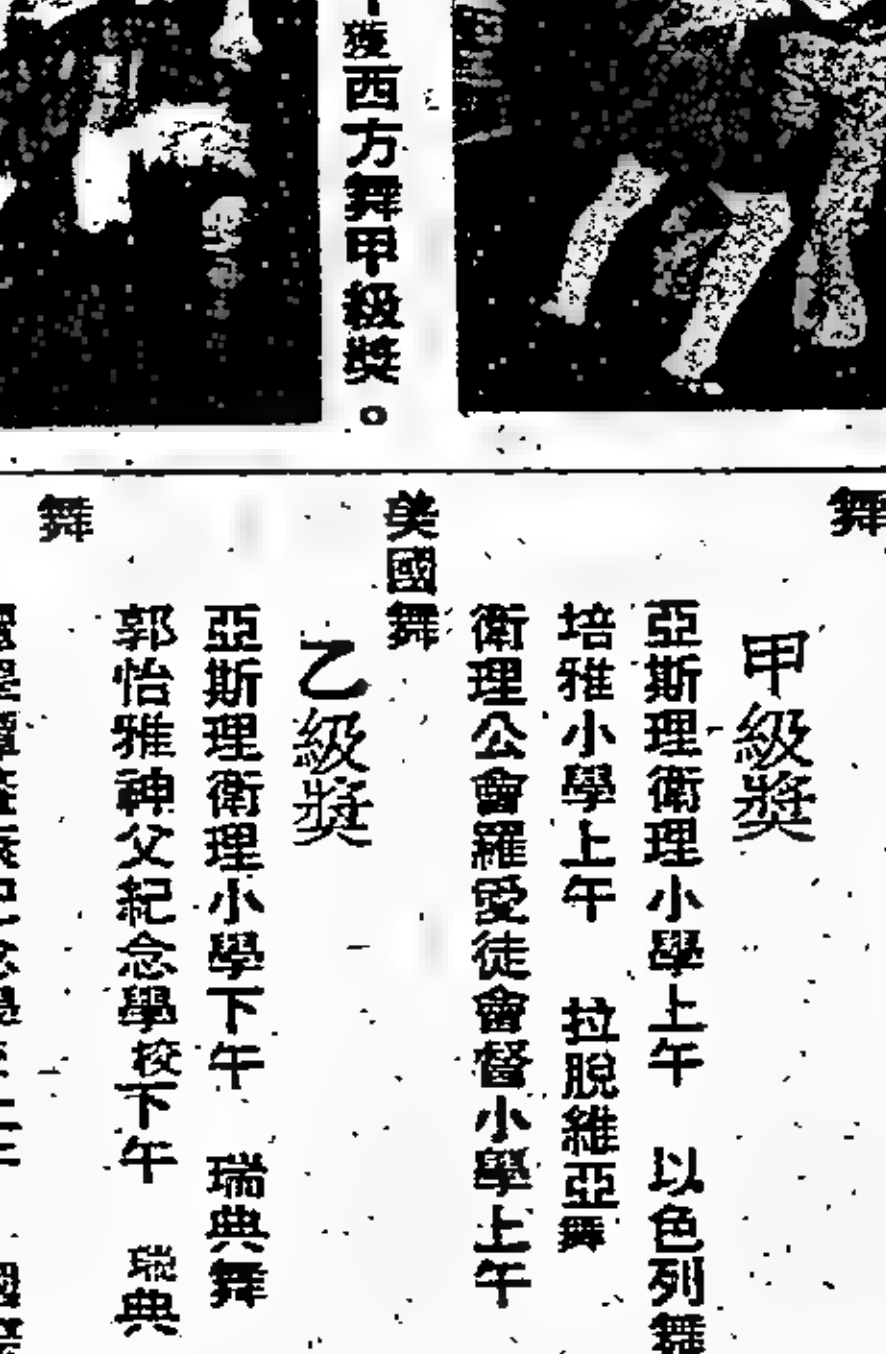 獲西方舞甲級獎。
舞
甲級獎
亞斯理衛理小學上午 以色列舞
培雅小學上午 拉脫維亞舞
衛理公會羅愛徒會督小學上午
美國舞
乙級獎
亞斯理衛理小學下午 瑞典舞
郭怡雅神父紀念學校下午 瑞典
舞